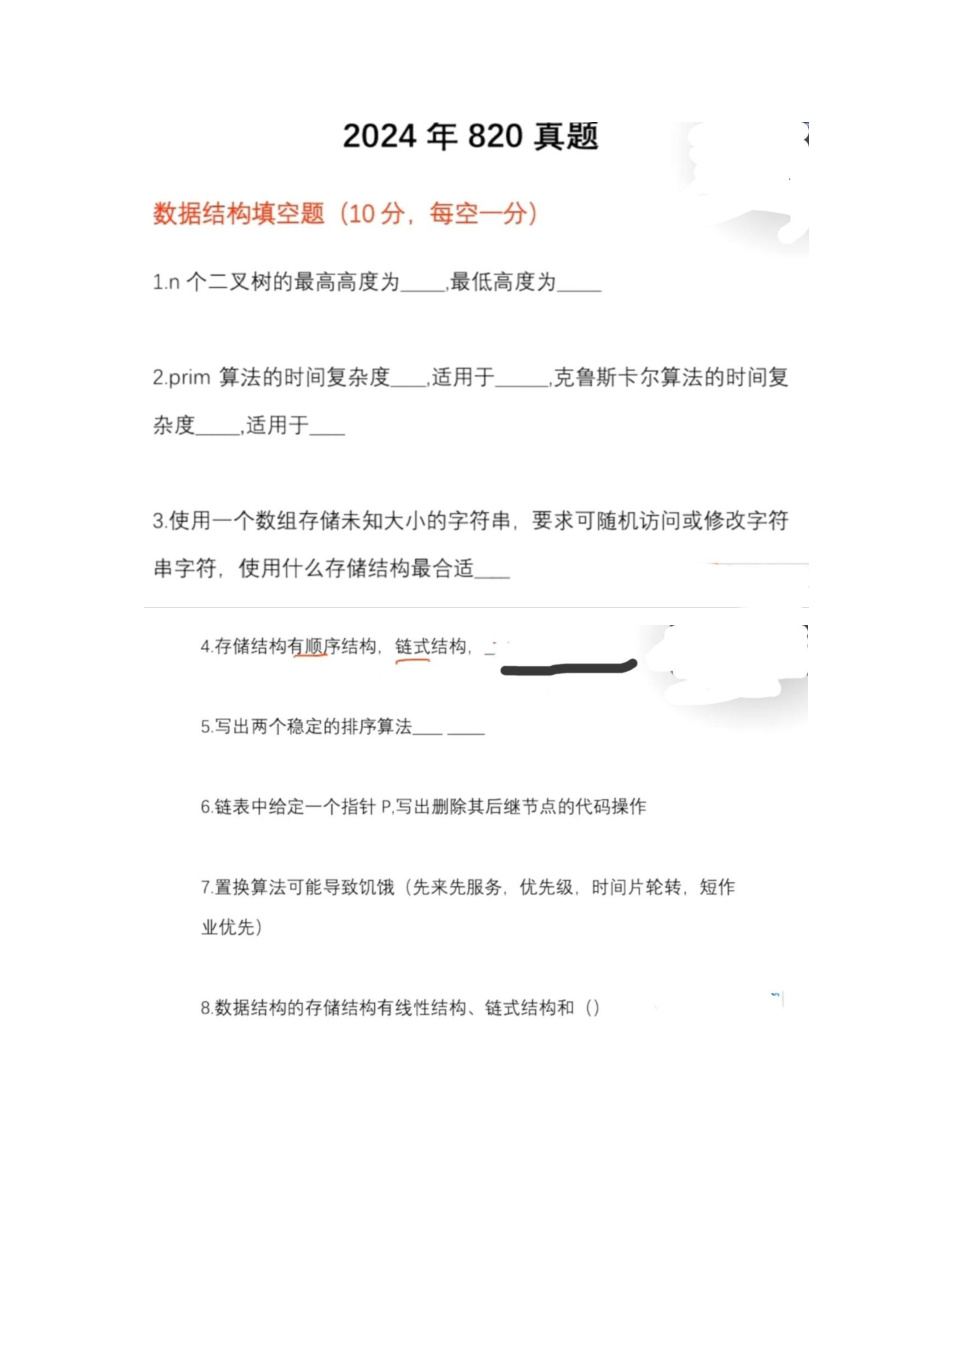 2024 年 820 真题
数据结构填空题（10 分，每空一分）
1.n 个二叉树的最高高度为____,最低高度为____
2.prim 算法的时间复杂度___,适用于_____,克鲁斯卡尔算法的时间复
杂度____,适用于___
3.使用一个数组存储未知大小的字符串，要求可随机访问或修改字符
串字符，使用什么存储结构最合适___
4.存储结构有顺序结构，链式结构，_
5.写出两个稳定的排序算法___ ____
6.链表中给定一个指针 P,写出删除其后继节点的代码操作
7.置换算法可能导致饥饿（先来先服务，优先级，时间片轮转，短作
业优先）
8.数据结构的存储结构有线性结构、链式结构和（）